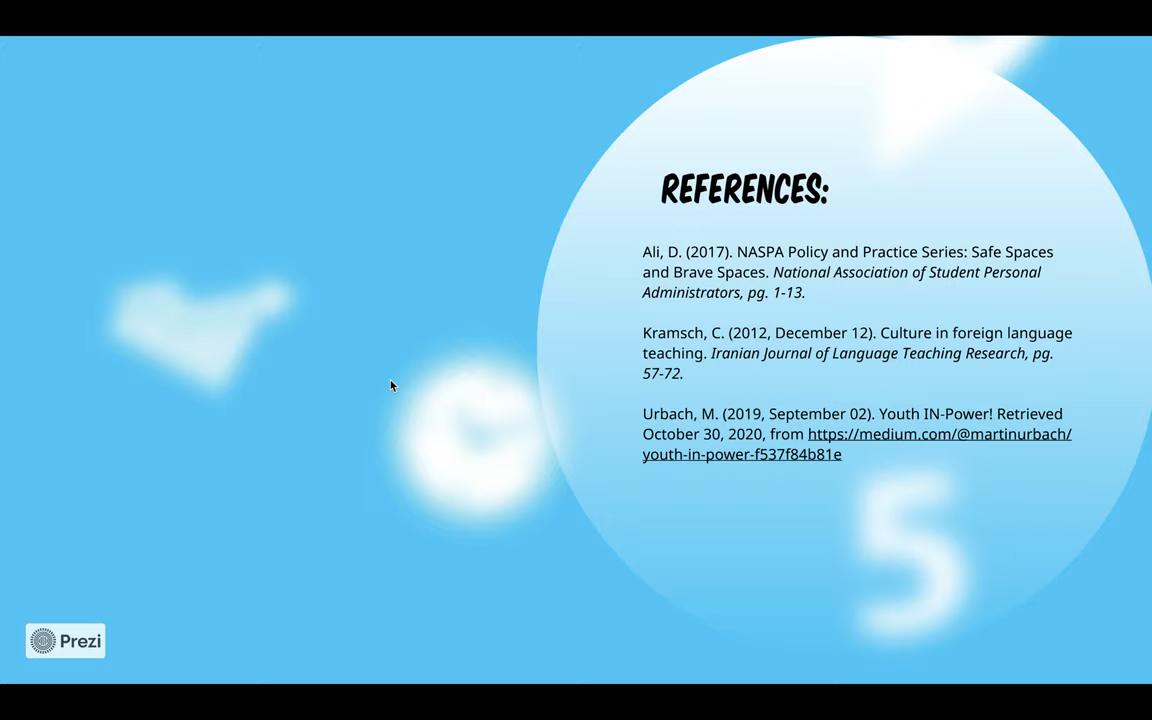 REFERENCES:
Ali, D. (2017). NASPA Policy and Practice Series: Safe Spaces
and Brave Spaces. National Association of Student Personal
Administrators, pg. 1-13.
Kramsch, C. (2012, December 12). Culture in foreign language
teaching. Iranian Journal of Language Teaching Research, pg.
57-72.
Urbach, M. (2019, September 02). Youth IN-Power! Retrieved
October 30, 2020, from https://medium.com/@martinurbach/
youth-in-power-f537f84b81e
5
Prezi